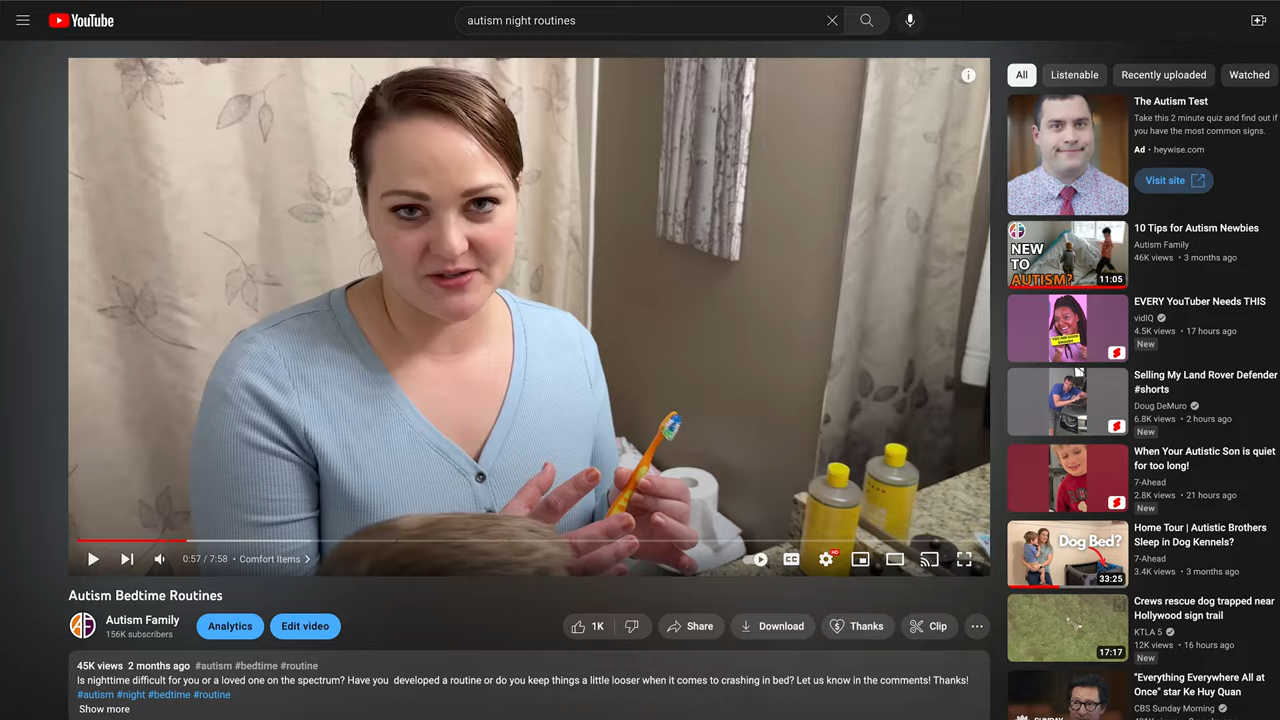 YouTube
autism night routines
All
Listenable
Recently uploaded
Watched
The Autism Test
Take this 2 minute quiz and find out if
you have the most common signs.
Ad · heywise.com
Visit site
NEW
TO
AUTISM?
11:05
10 Tips for Autism Newbies
Autism Family
46K views • 3 months ago
EVERY YouTuber Needs THIS
vidIQ
4.5K views • 17 hours ago
New
Selling My Land Rover Defender
#shorts
Doug DeMuro
6.8K views • 2 hours ago
New
When Your Autistic Son is quiet
for too long!
7-Ahead
2.8K views • 21 hours ago
New
Dog Bed?
33:25
Home Tour | Autistic Brothers
Sleep in Dog Kennels?
7-Ahead
3.4K views • 3 months ago
17:17
Crews rescue dog trapped near
Hollywood sign trail
KTLA 5
12K views • 16 hours ago
New
SUNDAY
"Everything Everywhere All at
Once" star Ke Huy Quan
CBS Sunday Morning
0:57 / 7:58 • Comfort Items
CC
HD
Autism Bedtime Routines
Autism Family
156K subscribers
Analytics
Edit video
1K
Share
Download
Thanks
Clip
45K views 2 months ago #autism #bedtime #routine
Is nighttime difficult for you or a loved one on the spectrum? Have you developed a routine or do you keep things a little looser when it comes to crashing in bed? Let us know in the comments! Thanks!
#autism #night #bedtime #routine
Show more